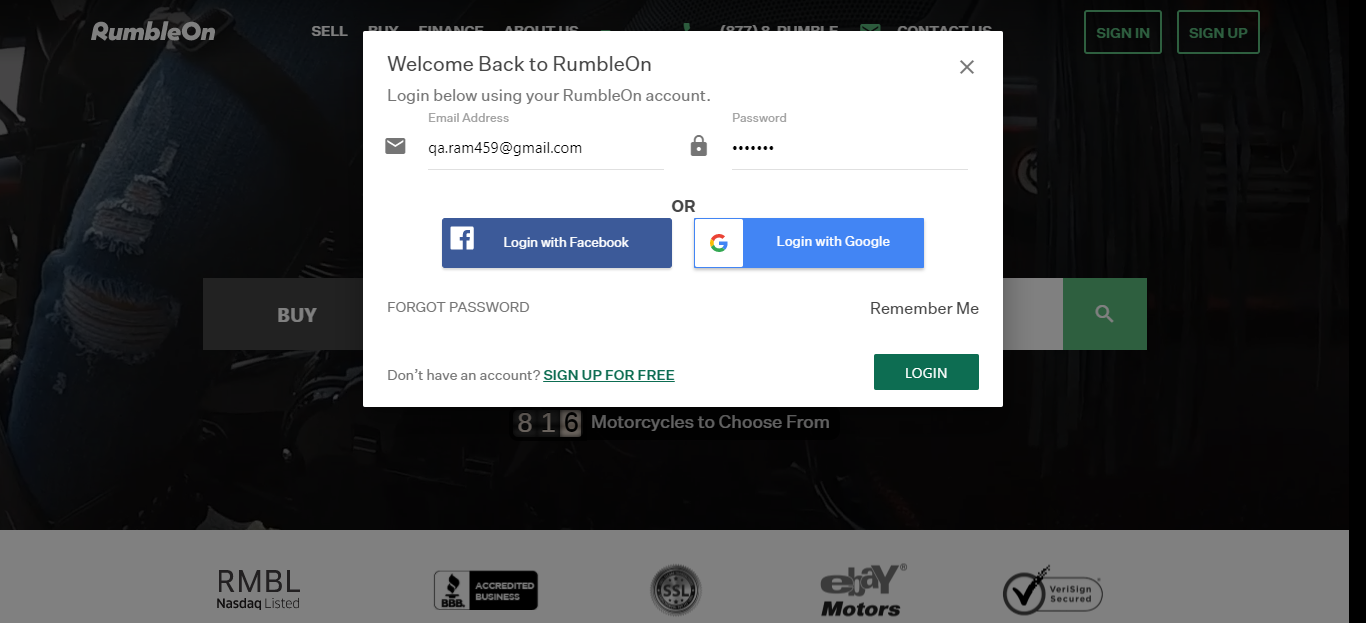 RumbleOn
SELL BUY FINANCE ABOUT US (877) 8-RUMBLE CONTACT US
SIGN IN
SIGN UP
Welcome Back to RumbleOn
Login below using your RumbleOn account.
Email Address
Password
qa.ram459@gmail.com
•••••••
OR
Login with Facebook
Login with Google
FORGOT PASSWORD
Remember Me
BUY
Don't have an account? SIGN UP FOR FREE
LOGIN
816 Motorcycles to Choose From
RMBL
Nasdaq Listed
BBB.
ACCREDITED
BUSINESS
SSL
ebaY®
Motors
VeriSign
Secured